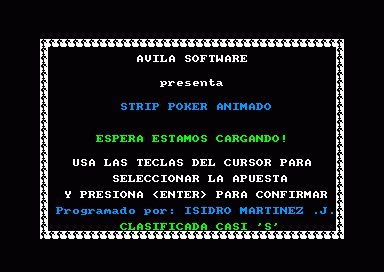 AVILA SOFTWARE
presenta
STRIP POKER ANIMADO
ESPERA ESTAMOS CARGANDO!
USA LAS TECLAS DEL CURSOR PARA
SELECCIONAR LA APUESTA
Y PRESIONA <ENTER> PARA CONFIRMAR
Programado por: ISIDRO MARTINEZ .J.
CLASIFICADA CASI 'S'